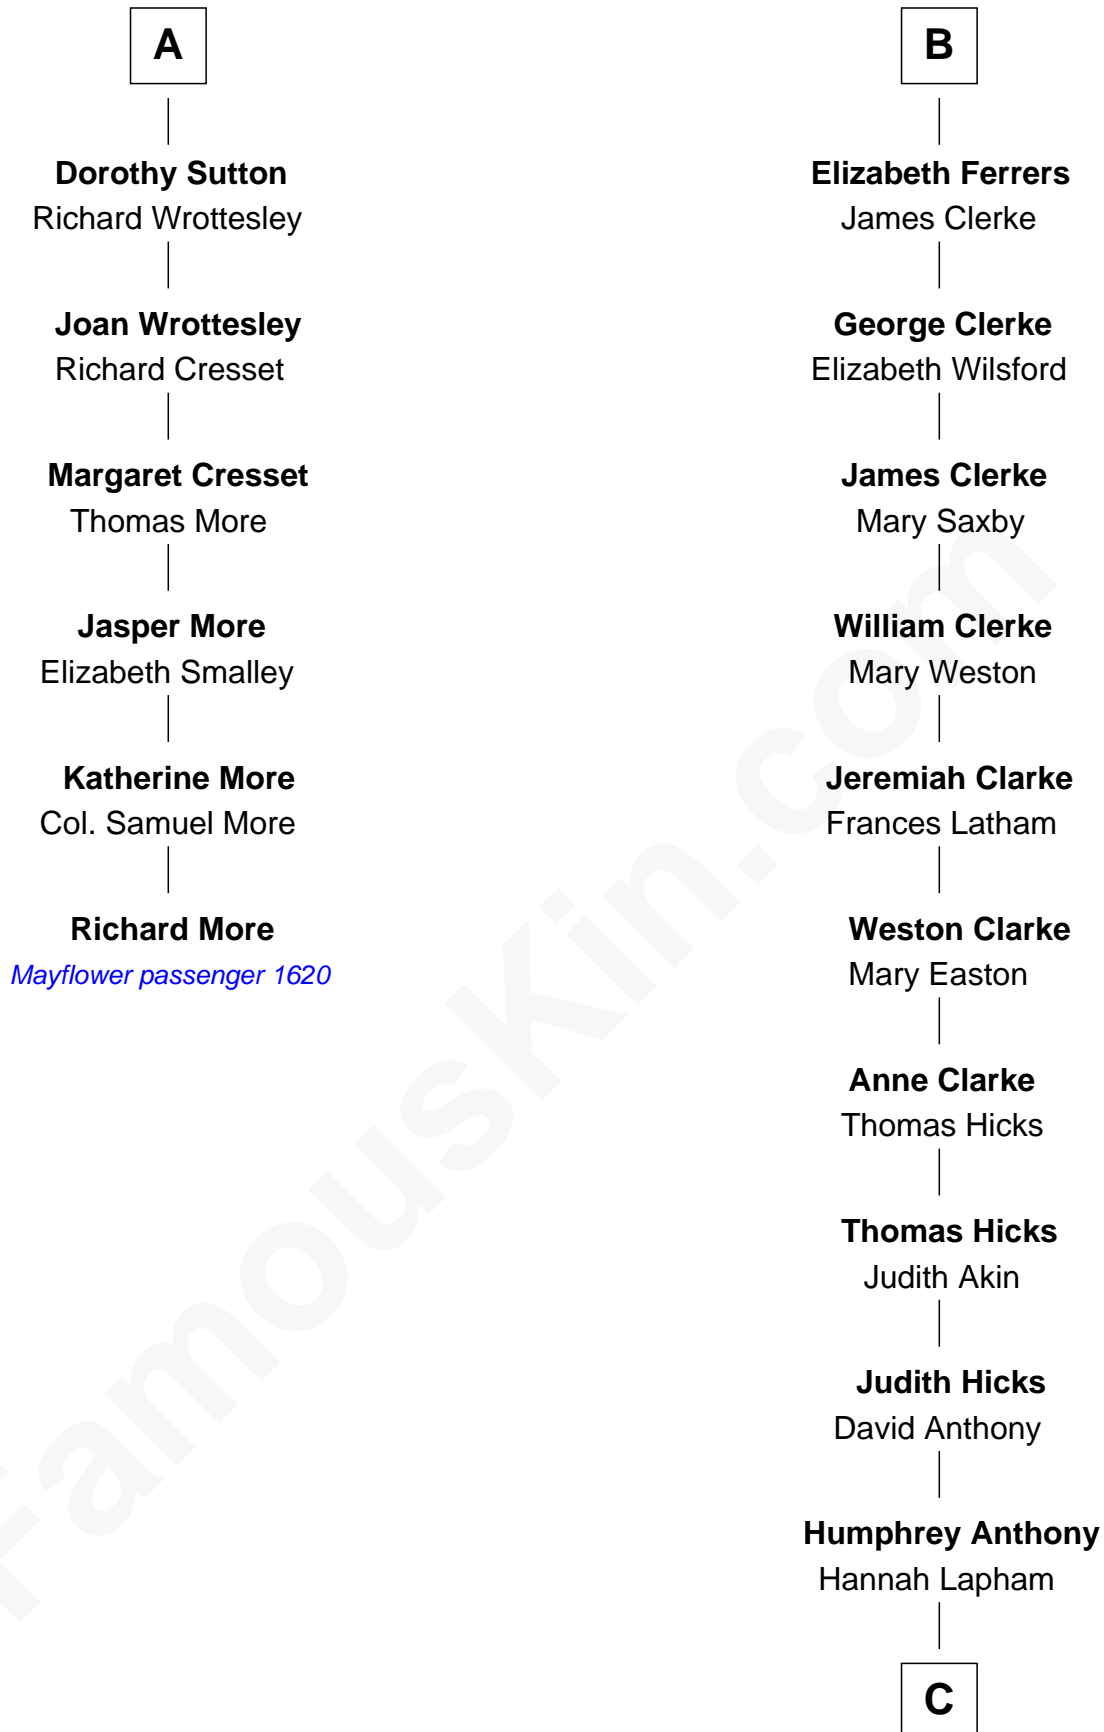 A
Dorothy Sutton
Richard Wrottesley
Joan Wrottesley
Richard Cresset
Margaret Cresset
Thomas More
Jasper More
Elizabeth Smalley
Katherine More
Col. Samuel More
Richard More
Mayflower passenger 1620
B
Elizabeth Ferrers
James Clerke
George Clerke
Elizabeth Wilsford
James Clerke
Mary Saxby
William Clerke
Mary Weston
Jeremiah Clarke
Frances Latham
Weston Clarke
Mary Easton
Anne Clarke
Thomas Hicks
Thomas Hicks
Judith Akin
Judith Hicks
David Anthony
Humphrey Anthony
Hannah Lapham
C
FamousKin.com